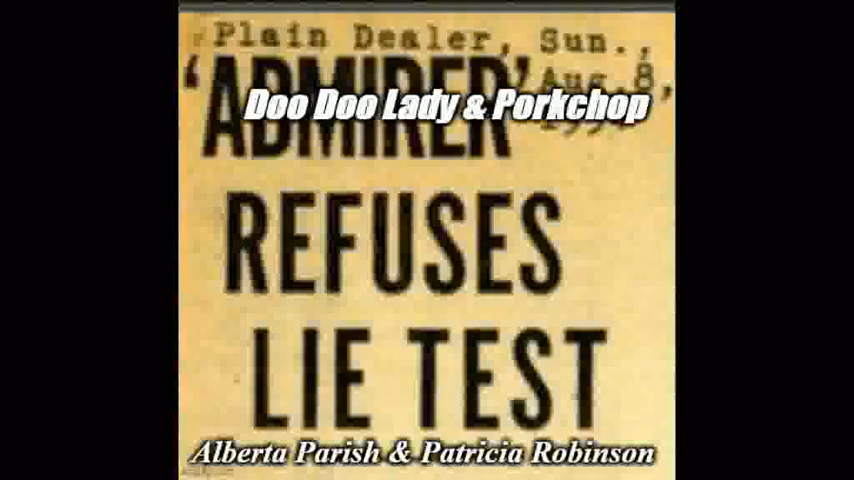 Plain Dealer, Sun.,
'ADMIRER' Aug. 8,
Doo Doo Lady & Porkchop
REFUSES
LIE TEST
Alberta Parish & Patricia Robinson